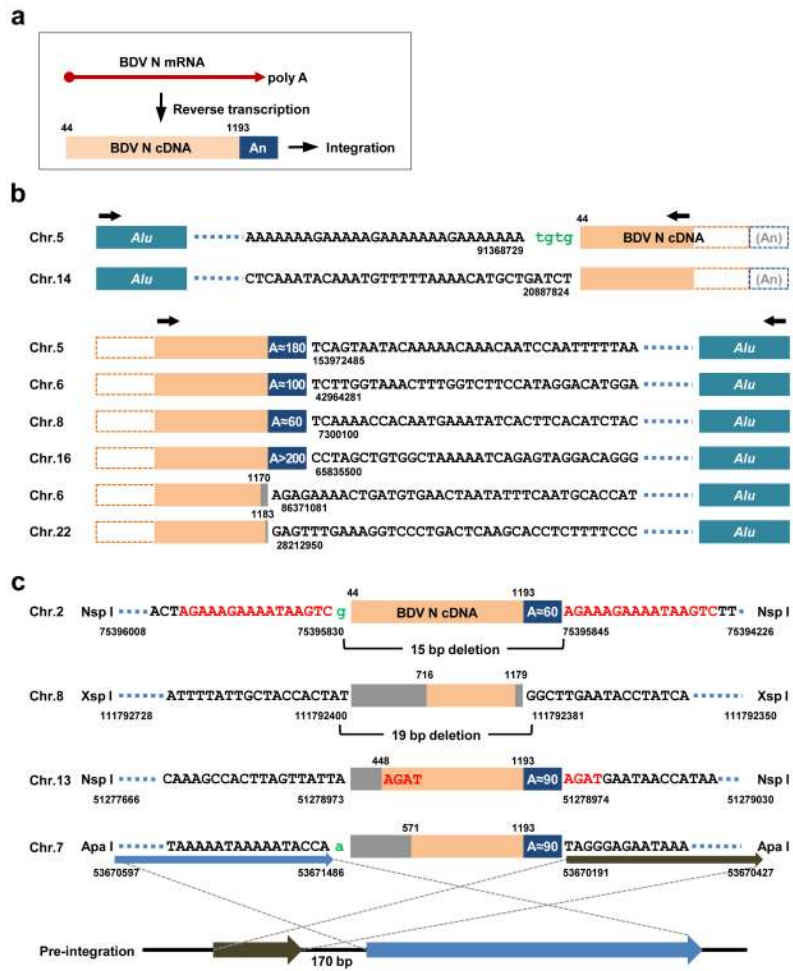 a
BDV N mRNA
poly A
Reverse transcription
44 1193
BDV N cDNA An Integration
b
44
Chr.5 Alu AAAAAAAGAAAAAGAAAAAAAGAAAAAAA tgtg BDV N cDNA (An)
91368729
Chr.14 Alu CTCAAATACAAATGTTTTTAAAACATGCTGATCT (An)
20887824
Chr.5 A≈180 TCAGTAATACAAAAACAAACAATCCAATTTTTAA Alu
153972485
Chr.6 A≈100 TCTTGGTAAACTTTGGTCTTCCATAGGACATGGA Alu
42964281
Chr.8 A≈60 TCAAAACCACAATGAAATATCACTTCACATCTAC Alu
7300100
Chr.16 A>200 CCTAGCTGTGGCTAAAAATCAGAGTAGGACAGGG Alu
1170 65835500
Chr.6 AGAGAAAACTGATGTGAACTAATATTTCAATGCACCAT Alu
1183 86371081
Chr.22 GAGTTTGAAAGGTCCCTGACTCAAGCACCTCTTTTCCC Alu
28212950
c
44 1193
Chr.2 Nsp I ACTAGAAAGAAAATAAGTC g BDV N cDNA A≈60 AGAAAGAAAATAAGTCTT Nsp I
75396008 75395830 75395845 75394226
15 bp deletion
716 1179
Chr.8 Xsp I ATTTTATTGCTACCACTAT GGCTTGAATACCTATCA Xsp I
111792728 111792400 111792381 111792350
19 bp deletion
448 1193
Chr.13 Nsp I CAAAGCCACTTAGTTATTA AGAT A≈90 AGATGAATAACCATAA Nsp I
51277666 51278973 51278974 51279030
571 1193
Chr.7 Apa I TAAAAATAAAAATACCA a A≈90 TAGGGAGAATAAA Apa I
53670597 53671486 53670191 53670427
Pre-integration
170 bp